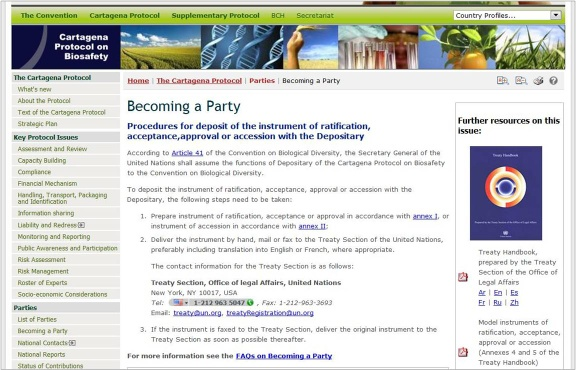 The Convention Cartagena Protocol Supplementary Protocol BCH Secretariat Country Profiles...
Cartagena
Protocol on
Biosafety
The Cartagena Protocol
What's new
About the Protocol
Text of the Cartagena Protocol
Strategic Plan
Key Protocol Issues
Assessment and Review
Capacity Building
Compliance
Financial Mechanism
Handling, Transport, Packaging
and Identification
Information sharing
Liability and Redress
Monitoring and Reporting
Public Awareness and Participation
Risk Assessment
Risk Management
Roster of Experts
Socio-economic Considerations
Parties
List of Parties
Becoming a Party
National Contacts
National Reports
Status of Contributions
Home | The Cartagena Protocol | Parties | Becoming a Party
Becoming a Party
Procedures for deposit of the instrument of ratification,
acceptance,approval or accession with the Depositary
According to Article 41 of the Convention on Biological Diversity, the Secretary General of the
United Nations shall assume the functions of Depositary of the Cartagena Protocol on Biosafety
to the Convention on Biological Diversity.
To deposit the instrument of ratification, acceptance, approval or accession with the
Depositary, the following steps need to be taken:
1. Prepare instrument of ratification, acceptance or approval in accordance with annex I, or
instrument of accession in accordance with annex II;
2. Deliver the instrument by hand, mail or fax to the Treaty Section of the United Nations,
preferably including translation into English or French, where appropriate.
The contact information for the Treaty Section is as follows:
Treaty Section, Office of legal Affairs, United Nations
New York, NY 10017, USA
Tel: 1-212 963 5047 , Fax: 1-212-963-3693
Email: treaty@un.org, treatyRegistration@un.org
3. If the instrument is faxed to the Treaty Section, deliver the original instrument to the
Treaty Section as soon as possible thereafter.
For more information see the FAQs on Becoming a Party
Further resources on this
issue:
Treaty Handbook
Treaty Handbook,
prepared by the Treaty
Section of the Office of
Legal Affairs
Ar | En | Es
Fr | Ru | Zh
Model instruments of
ratification, acceptance,
approval or accession
(Annexes 4 and 5 of the
Treaty Handbook)